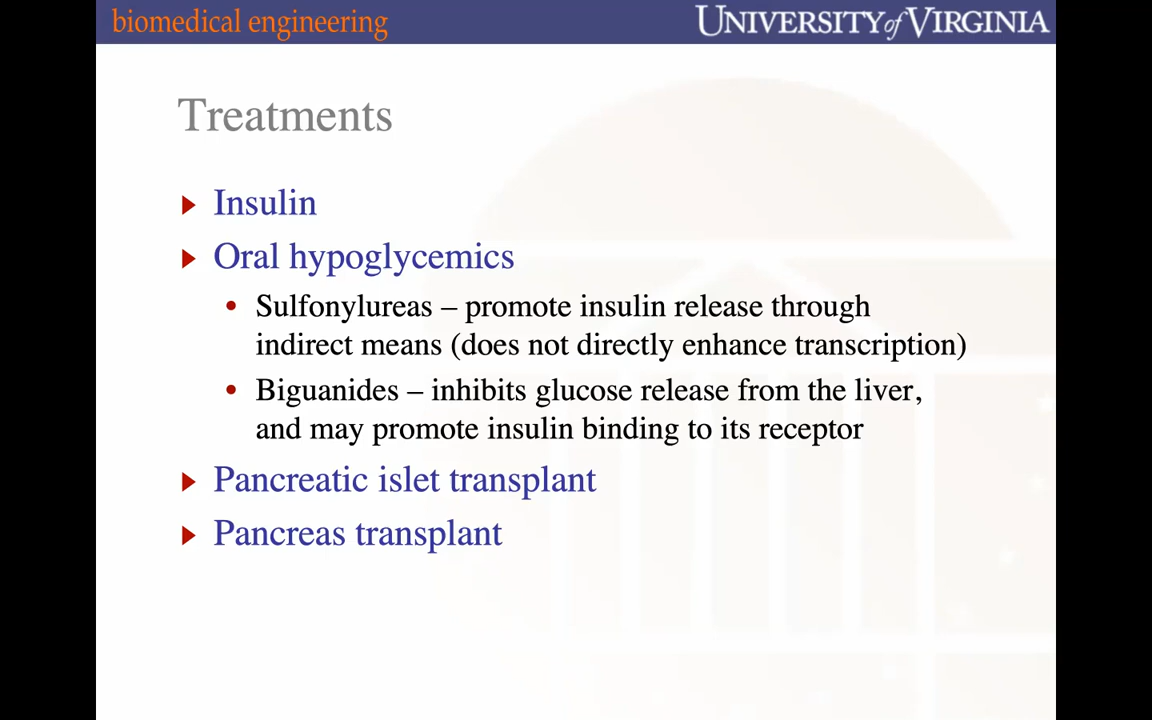 biomedical engineering
UNIVERSITY of VIRGINIA
Treatments
Insulin
Oral hypoglycemics
• Sulfonylureas – promote insulin release through
indirect means (does not directly enhance transcription)
• Biguanides – inhibits glucose release from the liver,
and may promote insulin binding to its receptor
Pancreatic islet transplant
Pancreas transplant